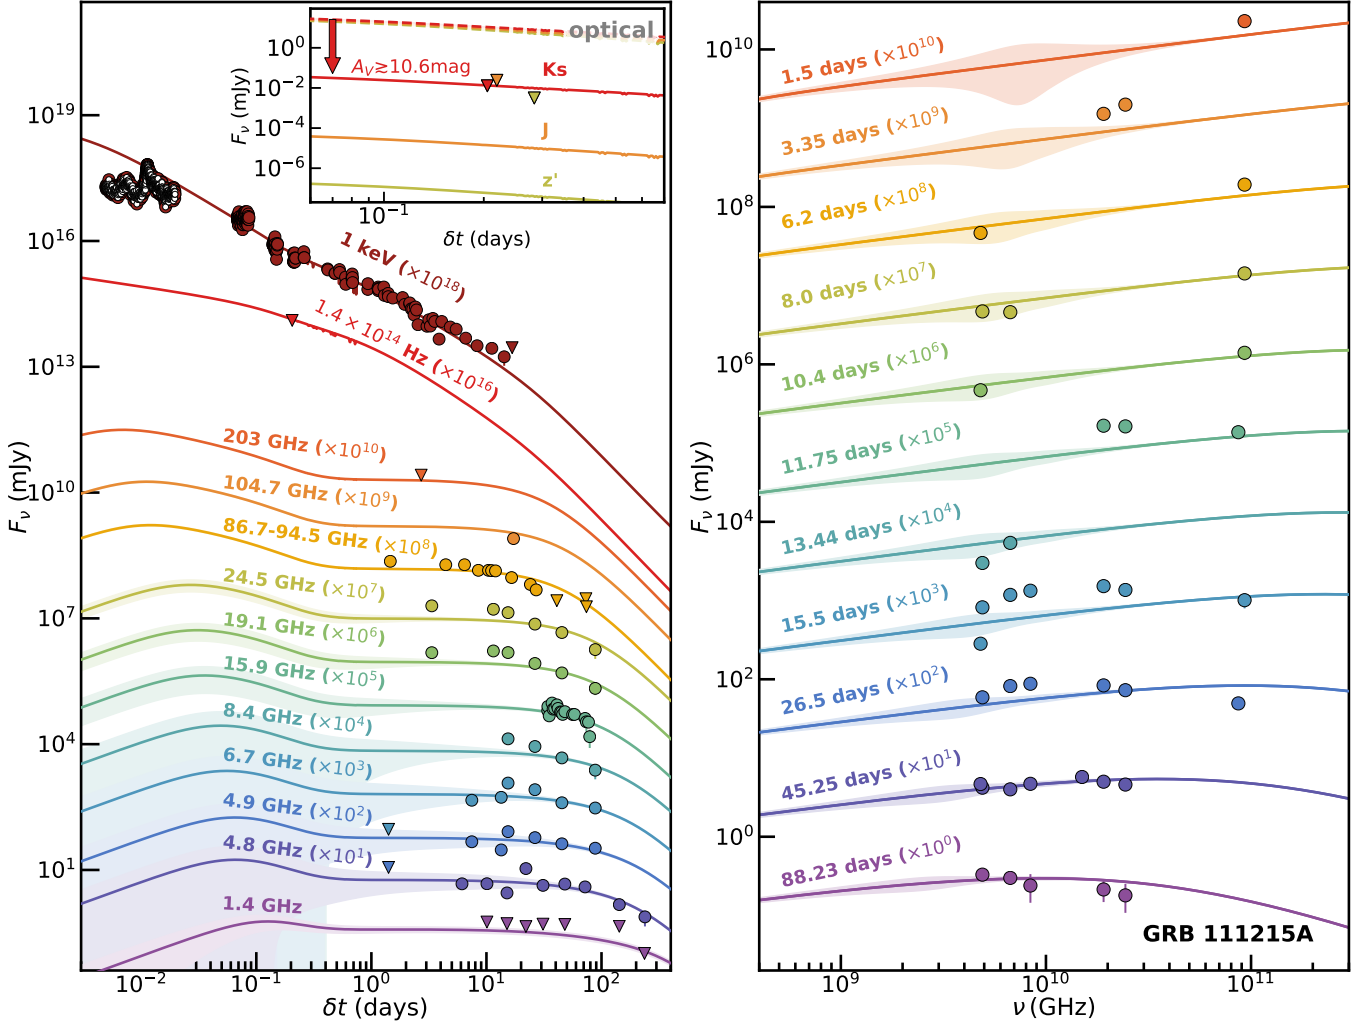 10^19
10^16
10^13
10^10
10^7
10^4
10^1
F_ν (mJy)
10^−2
10^−1
10^0
10^1
10^2
δt (days)
1 keV (×10^18)
1.4 × 10^14 Hz (×10^16)
203 GHz (×10^10)
104.7 GHz (×10^9)
86.7-94.5 GHz (×10^8)
24.5 GHz (×10^7)
19.1 GHz (×10^6)
15.9 GHz (×10^5)
8.4 GHz (×10^4)
6.7 GHz (×10^3)
4.9 GHz (×10^2)
4.8 GHz (×10^1)
1.4 GHz
optical
A_V≳10.6mag
Ks
J
z'
10^0
10^−2
10^−4
10^−6
F_ν (mJy)
10^−1
δt (days)
10^10
10^8
10^6
10^4
10^2
10^0
F_ν (mJy)
1.5 days (×10^10)
3.35 days (×10^9)
6.2 days (×10^8)
8.0 days (×10^7)
10.4 days (×10^6)
11.75 days (×10^5)
13.44 days (×10^4)
15.5 days (×10^3)
26.5 days (×10^2)
45.25 days (×10^1)
88.23 days (×10^0)
GRB 111215A
10^9
10^10
10^11
ν (GHz)